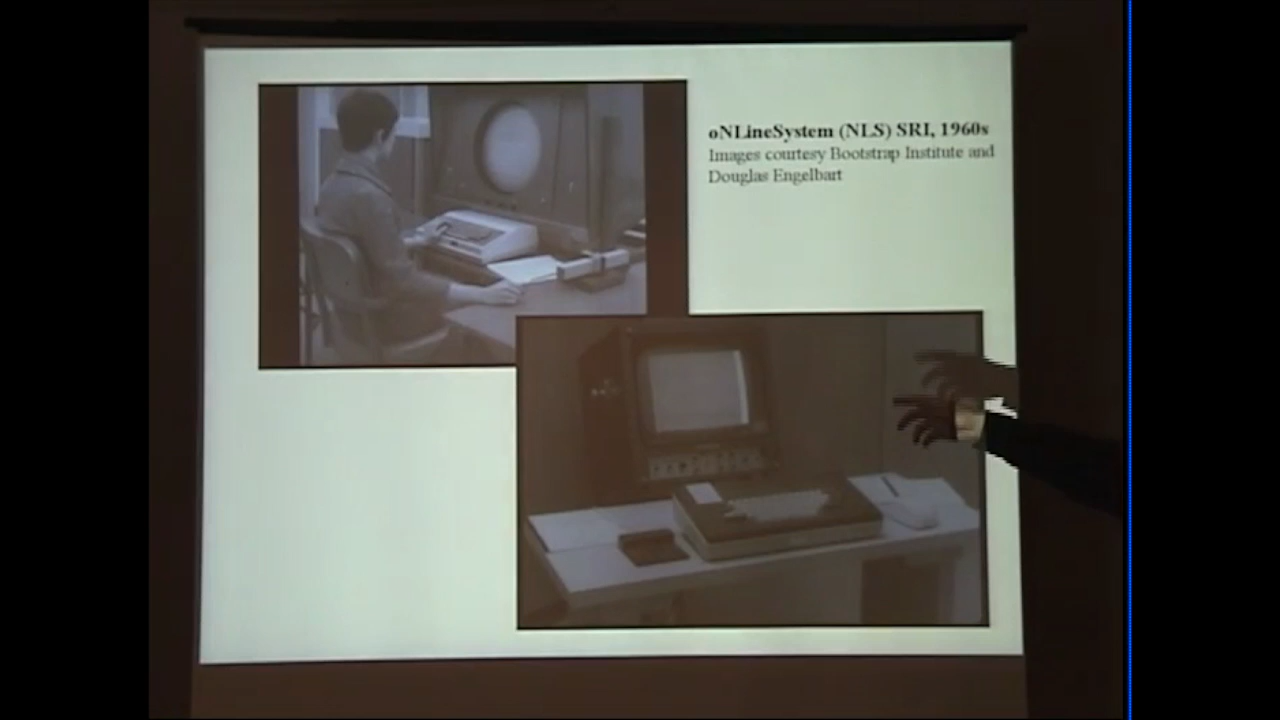 oNLineSystem (NLS) SRI, 1960s
Images courtesy Bootstrap Institute and
Douglas Engelbart